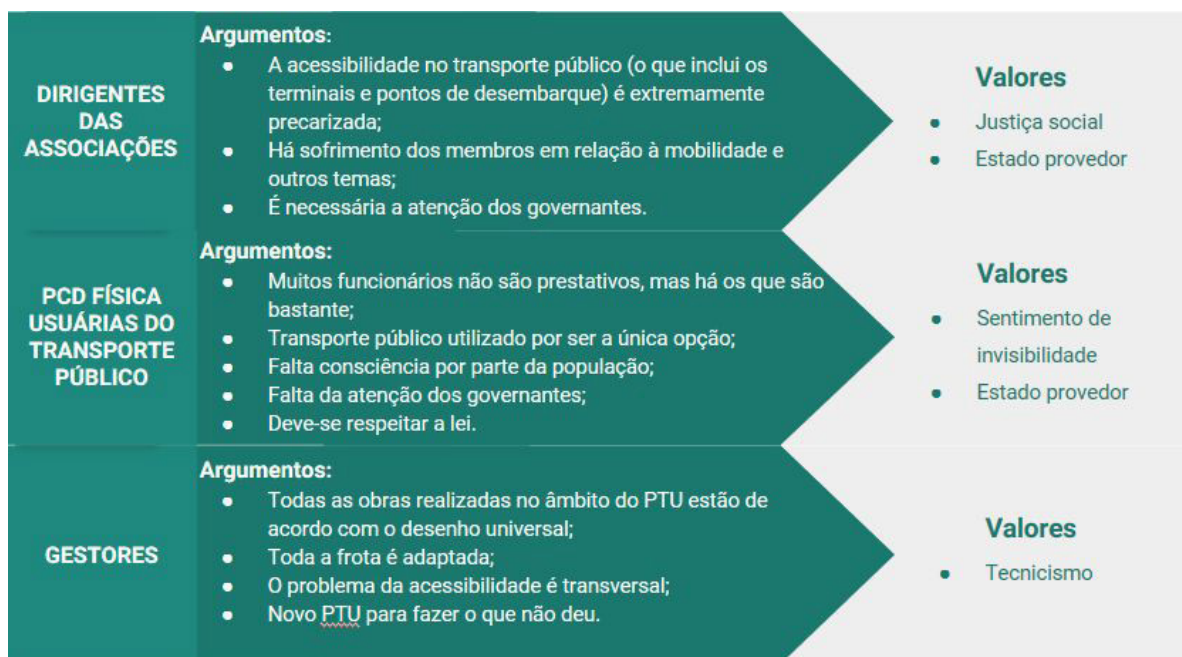 DIRIGENTES
DAS
ASSOCIAÇÕES
Argumentos:
● A acessibilidade no transporte público (o que inclui os
terminais e pontos de desembarque) é extremamente
precarizada;
● Há sofrimento dos membros em relação à mobilidade e
outros temas;
● É necessária a atenção dos governantes.
Valores
● Justiça social
● Estado provedor
PCD FÍSICA
USUÁRIAS DO
TRANSPORTE
PÚBLICO
Argumentos:
● Muitos funcionários não são prestativos, mas há os que são
bastante;
● Transporte público utilizado por ser a única opção;
● Falta consciência por parte da população;
● Falta da atenção dos governantes;
● Deve-se respeitar a lei.
Valores
● Sentimento de
invisibilidade
● Estado provedor
GESTORES
Argumentos:
● Todas as obras realizadas no âmbito do PTU estão de
acordo com o desenho universal;
● Toda a frota é adaptada;
● O problema da acessibilidade é transversal;
● Novo PTU para fazer o que não deu.
Valores
● Tecnicismo